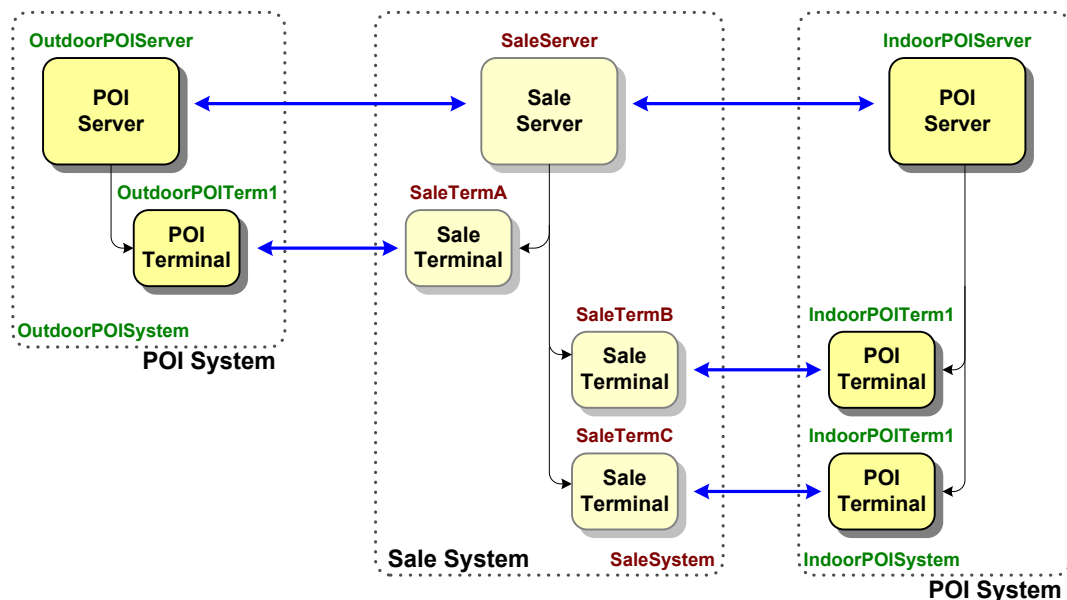 OutdoorPOIServer
SaleServer
IndoorPOIServer
POI
Server
Sale
Server
POI
Server
OutdoorPOITerm1
SaleTermA
POI
Terminal
Sale
Terminal
SaleTermB
IndoorPOITerm1
OutdoorPOISystem
POI System
Sale
Terminal
POI
Terminal
SaleTermC
IndoorPOITerm1
Sale
Terminal
POI
Terminal
Sale System
SaleSystem
IndoorPOISystem
POI System